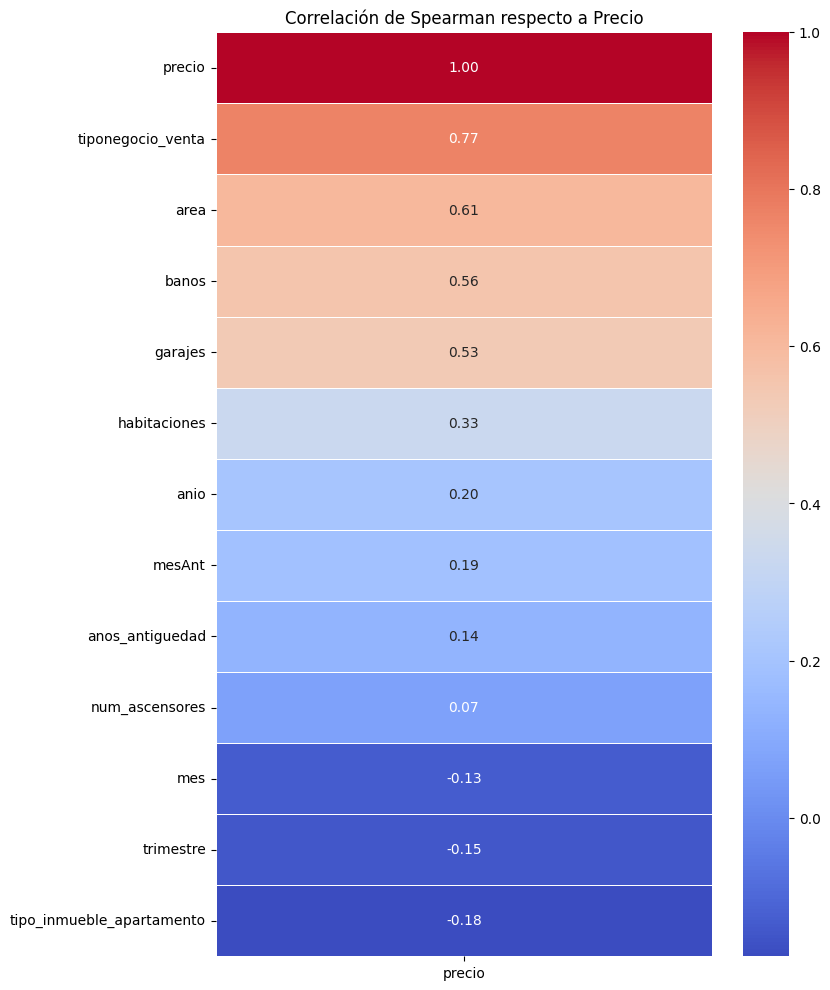 Correlación de Spearman respecto a Precio
precio 1.00
tiponegocio_venta 0.77
area 0.61
banos 0.56
garajes 0.53
habitaciones 0.33
anio 0.20
mesAnt 0.19
anos_antiguedad 0.14
num_ascensores 0.07
mes -0.13
trimestre -0.15
tipo_inmueble_apartamento -0.18
precio
1.0
0.8
0.6
0.4
0.2
0.0